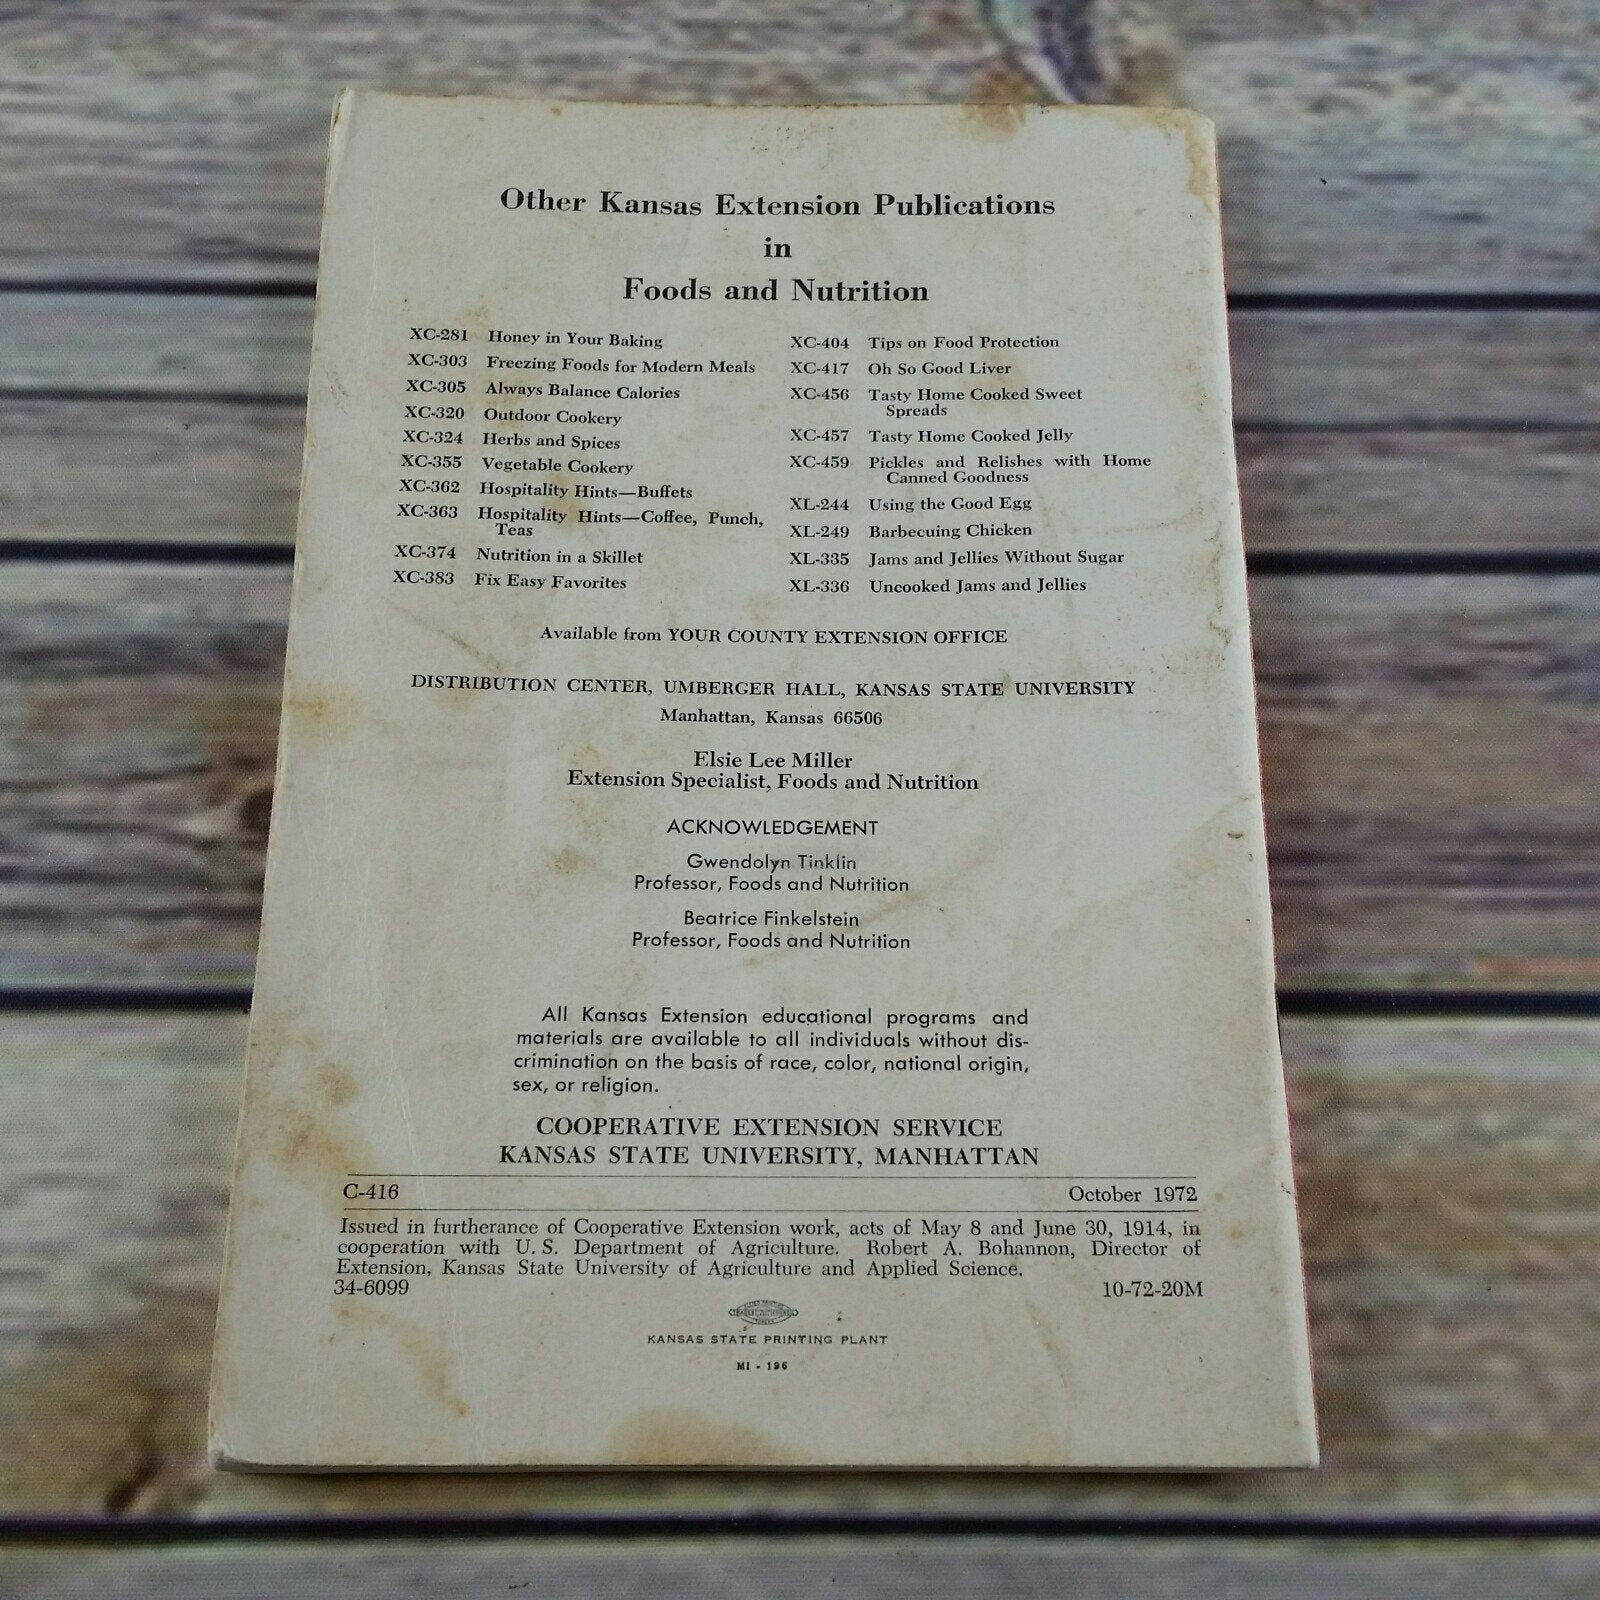 Other Kansas Extension Publications
in
Foods and Nutrition
XC-281 Honey in Your Baking
XC-303 Freezing Foods for Modern Meals
XC-305 Always Balance Calories
XC-320 Outdoor Cookery
XC-324 Herbs and Spices
XC-355 Vegetable Cookery
XC-362 Hospitality Hints—Buffets
XC-363 Hospitality Hints—Coffee, Punch,
Teas
XC-374 Nutrition in a Skillet
XC-383 Fix Easy Favorites
XC-404 Tips on Food Protection
XC-417 Oh So Good Liver
XC-456 Tasty Home Cooked Sweet
Spreads
XC-457 Tasty Home Cooked Jelly
XC-459 Pickles and Relishes with Home
Canned Goodness
XL-244 Using the Good Egg
XL-249 Barbecuing Chicken
XL-335 Jams and Jellies Without Sugar
XL-336 Uncooked Jams and Jellies
Available from YOUR COUNTY EXTENSION OFFICE
DISTRIBUTION CENTER, UMBERGER HALL, KANSAS STATE UNIVERSITY
Manhattan, Kansas 66506
Elsie Lee Miller
Extension Specialist, Foods and Nutrition
ACKNOWLEDGEMENT
Gwendolyn Tinklin
Professor, Foods and Nutrition
Beatrice Finkelstein
Professor, Foods and Nutrition
All Kansas Extension educational programs and
materials are available to all individuals without dis-
crimination on the basis of race, color, national origin,
sex, or religion.
COOPERATIVE EXTENSION SERVICE
KANSAS STATE UNIVERSITY, MANHATTAN
C-416 October 1972
Issued in furtherance of Cooperative Extension work, acts of May 8 and June 30, 1914, in
cooperation with U. S. Department of Agriculture. Robert A. Bohannon, Director of
Extension, Kansas State University of Agriculture and Applied Science.
34-6099 10-72-20M
KANSAS STATE PRINTING PLANT
MI - 196